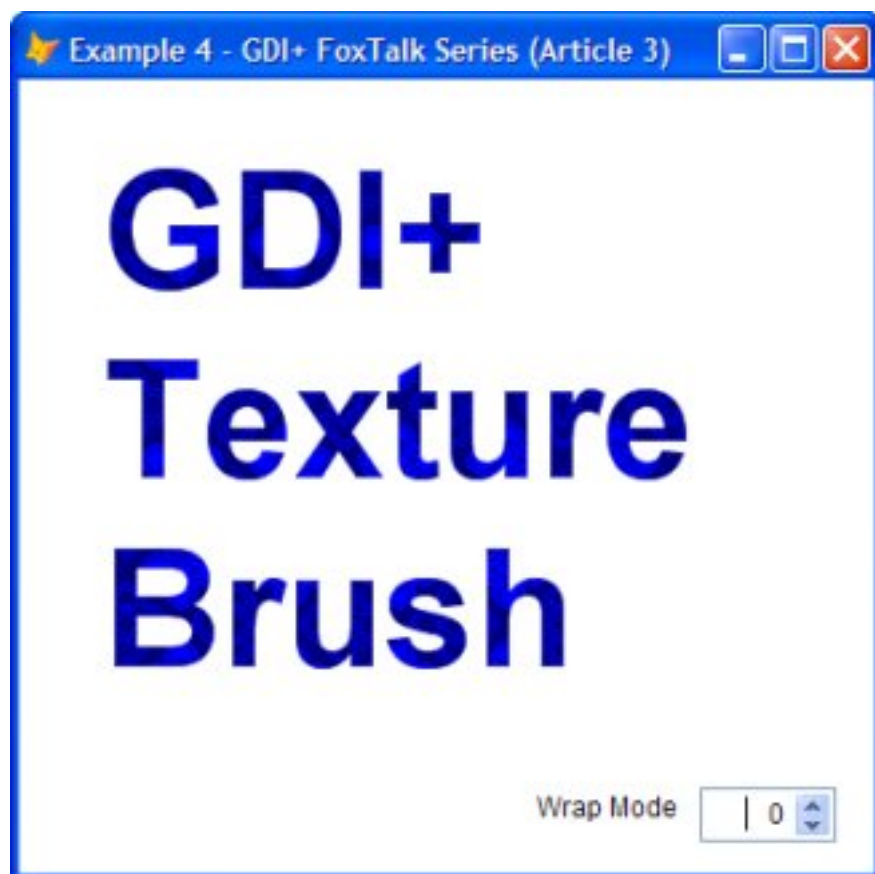 Example 4 - GDI+ FoxTalk Series (Article 3)
GDI+
Texture
Brush
Wrap Mode 0